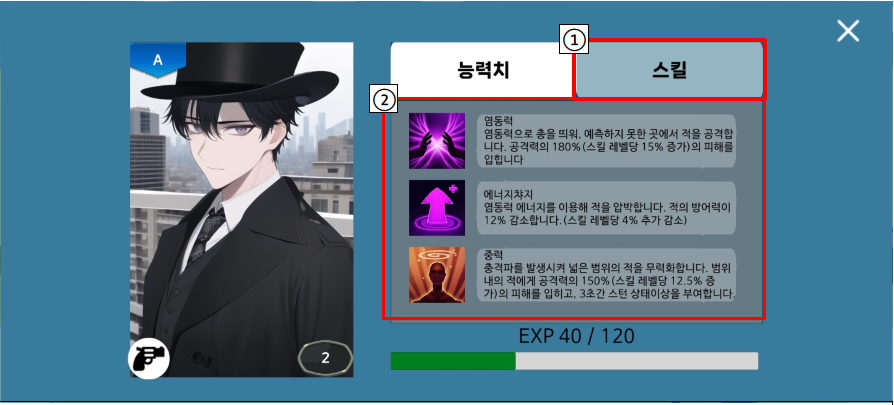 A
2
①
능력치
스킬
②
염동력
염동력으로 총을 띄워, 예측하지 못한 곳에서 적을 공격합
니다. 공격력의 180%(스킬 레벨당 15% 증가)의 피해를
입힙니다
에너지챠지
염동력 에너지를 이용해 적을 압박합니다. 적의 방어력이
12% 감소합니다.(스킬 레벨당 4% 추가 감소)
중력
충격파를 발생시켜 넓은 범위의 적을 무력화합니다. 범위
내의 적에게 공격력의 150%(스킬 레벨당 12.5% 증
가)의 피해를 입히고, 3초간 스턴 상태이상을 부여합니다.
EXP 40 / 120